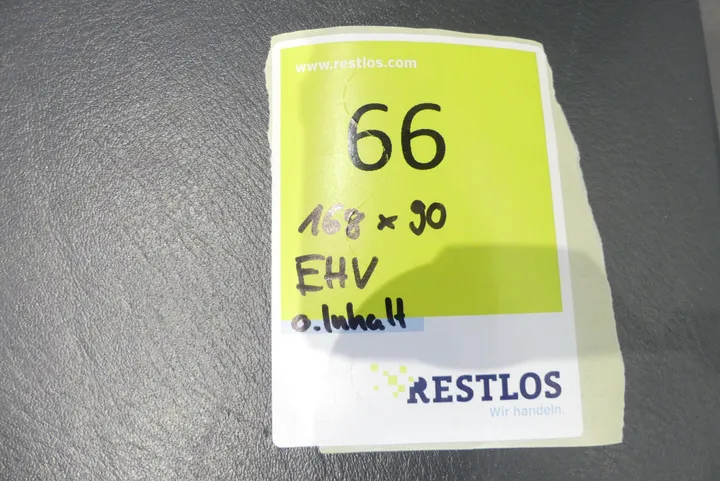 www.restlos.com
66
168 x 90
EHV
o. Inhalt
RESTLOS
Wir handeln.